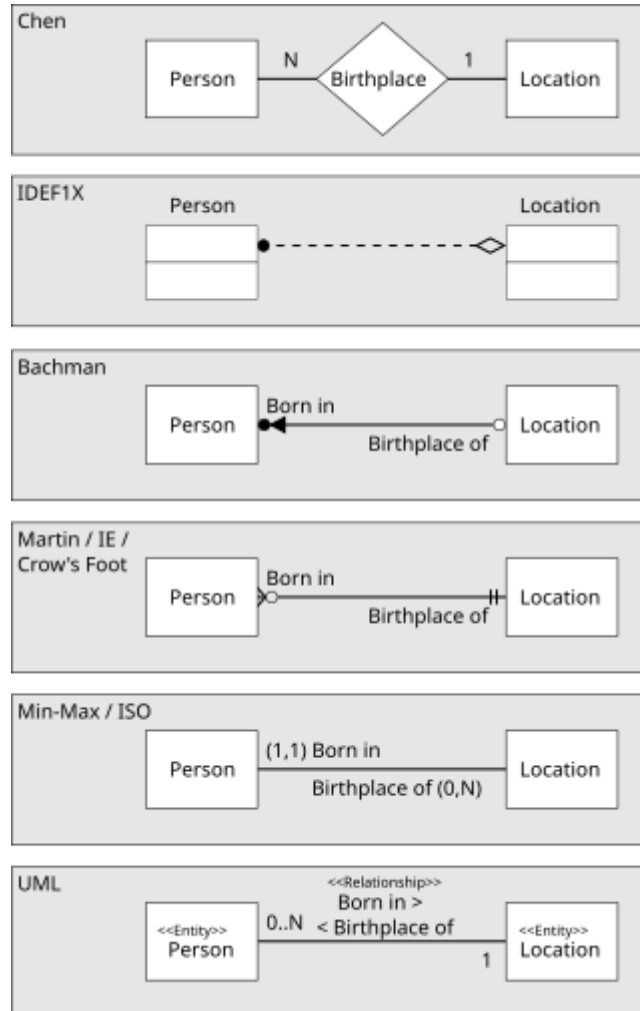 Chen
Person
N
Birthplace
1
Location
IDEF1X
Person
Location
Bachman
Person
Born in
Birthplace of
Location
Martin / IE /
Crow's Foot
Person
Born in
Birthplace of
Location
Min-Max / ISO
Person
(1,1) Born in
Birthplace of (0,N)
Location
UML
<<Entity>>
Person
0..N
<<Relationship>>
Born in >
< Birthplace of
1
<<Entity>>
Location